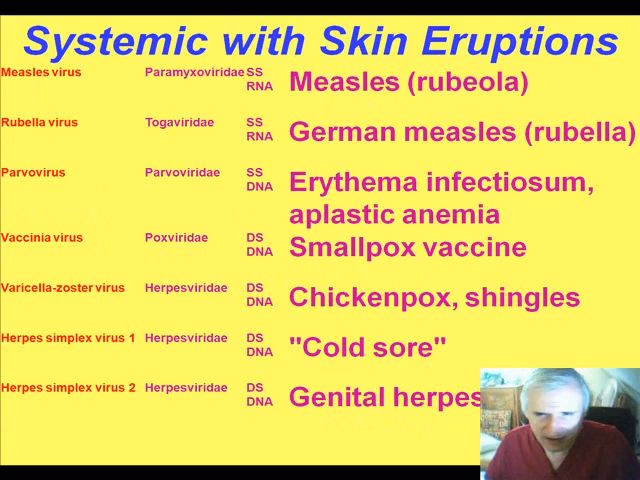 Systemic with Skin Eruptions
Measles virus Paramyxoviridae SS RNA Measles (rubeola)
Rubella virus Togaviridae SS RNA German measles (rubella)
Parvovirus Parvoviridae SS DNA Erythema infectiosum, aplastic anemia
Vaccinia virus Poxviridae DS DNA Smallpox vaccine
Varicella-zoster virus Herpesviridae DS DNA Chickenpox, shingles
Herpes simplex virus 1 Herpesviridae DS DNA "Cold sore"
Herpes simplex virus 2 Herpesviridae DS DNA Genital herpes